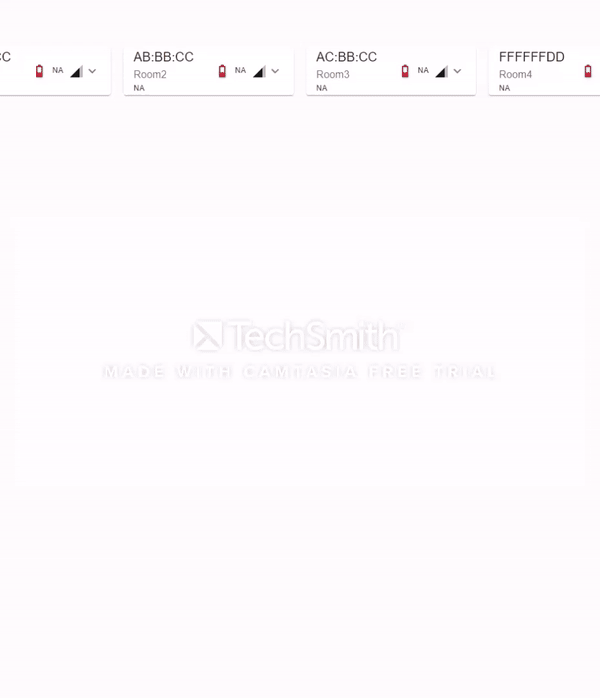 CC
NA
AB:BB:CC
Room2
NA
NA
AC:BB:CC
Room3
NA
NA
FFFFFFDD
Room4
NA
TechSmith
MADE WITH CAMTASIA FREE TRIAL